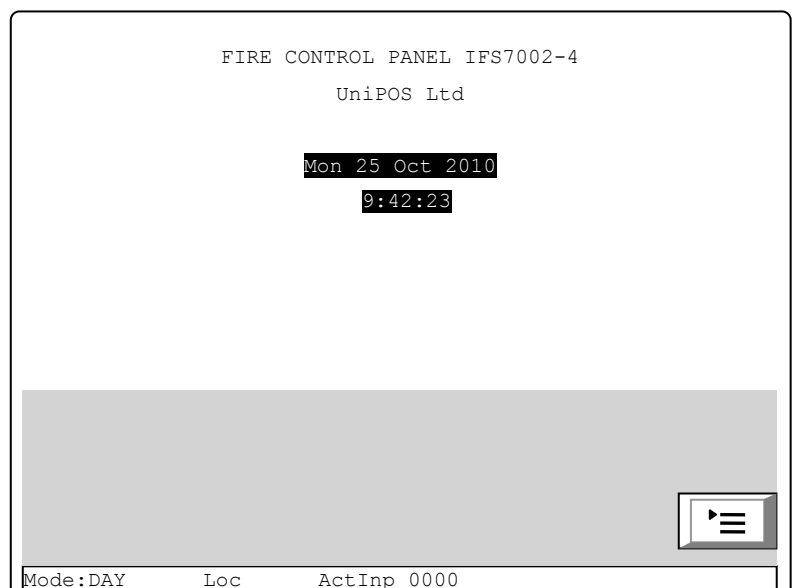 FIRE CONTROL PANEL IFS7002-4
UniPOS Ltd
Mon 25 Oct 2010
9:42:23
Mode:DAY Loc ActInp 0000